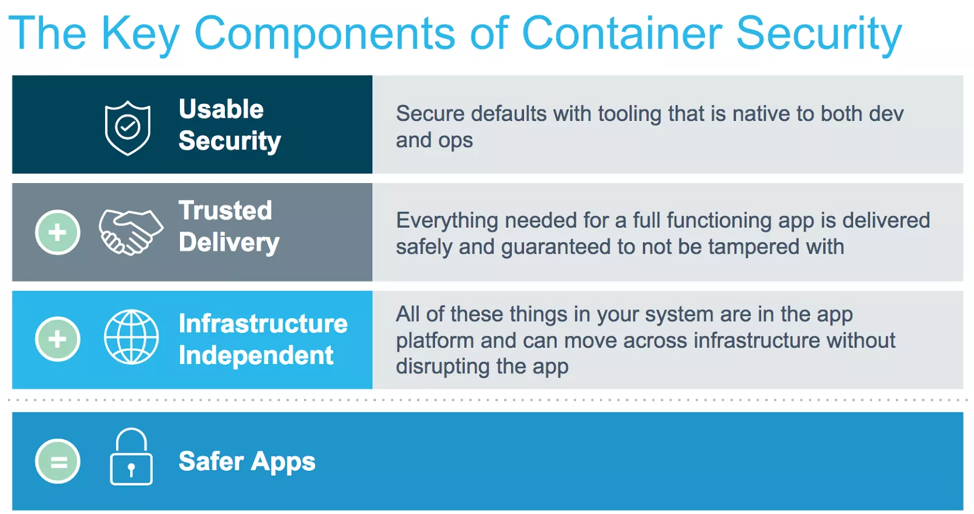 The Key Components of Container Security
Usable
Security
Secure defaults with tooling that is native to both dev
and ops
+
Trusted
Delivery
Everything needed for a full functioning app is delivered
safely and guaranteed to not be tampered with
+
Infrastructure
Independent
All of these things in your system are in the app
platform and can move across infrastructure without
disrupting the app
=
Safer Apps